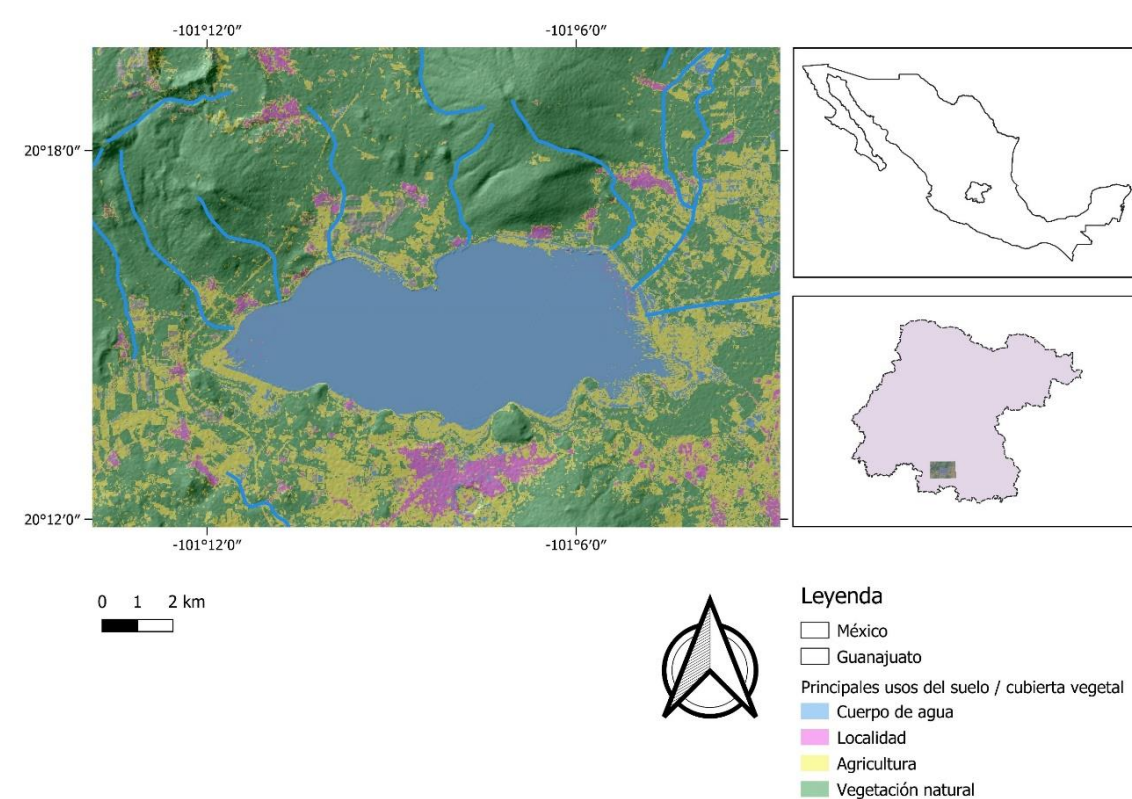 -101°12'0″
-101°6'0″
20°18'0″
20°12'0″
-101°12'0″
-101°6'0″
0 1 2 km
Leyenda
México
Guanajuato
Principales usos del suelo / cubierta vegetal
Cuerpo de agua
Localidad
Agricultura
Vegetación natural